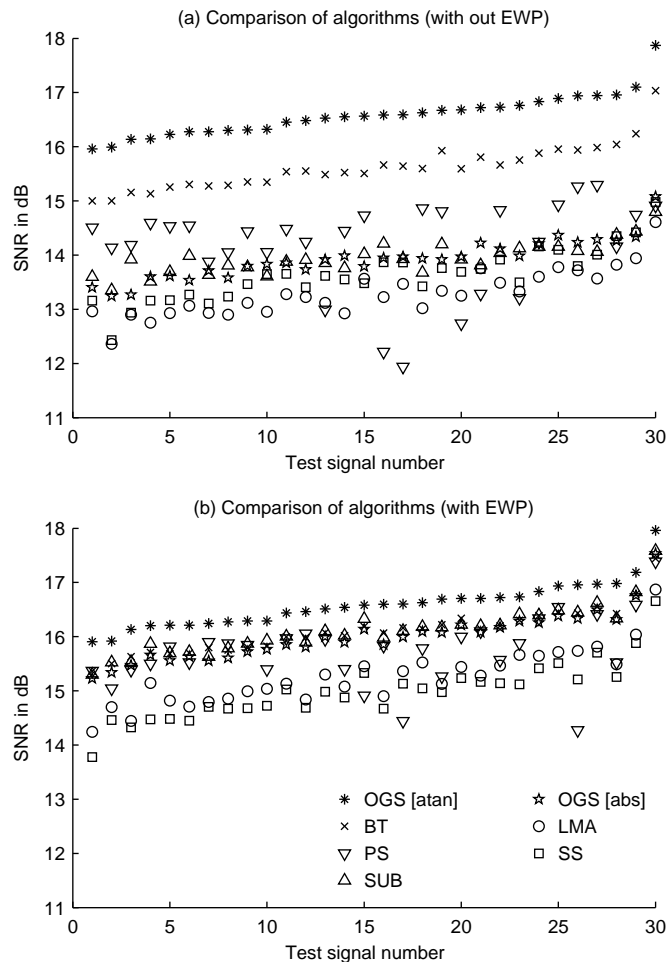 (a) Comparison of algorithms (with out EWP)
18
17
16
15
14
13
12
11
SNR in dB
0 5 10 15 20 25 30
Test signal number
(b) Comparison of algorithms (with EWP)
18
17
16
15
14
13
12
11
SNR in dB
OGS [atan] OGS [abs]
BT LMA
PS SS
SUB
0 5 10 15 20 25 30
Test signal number